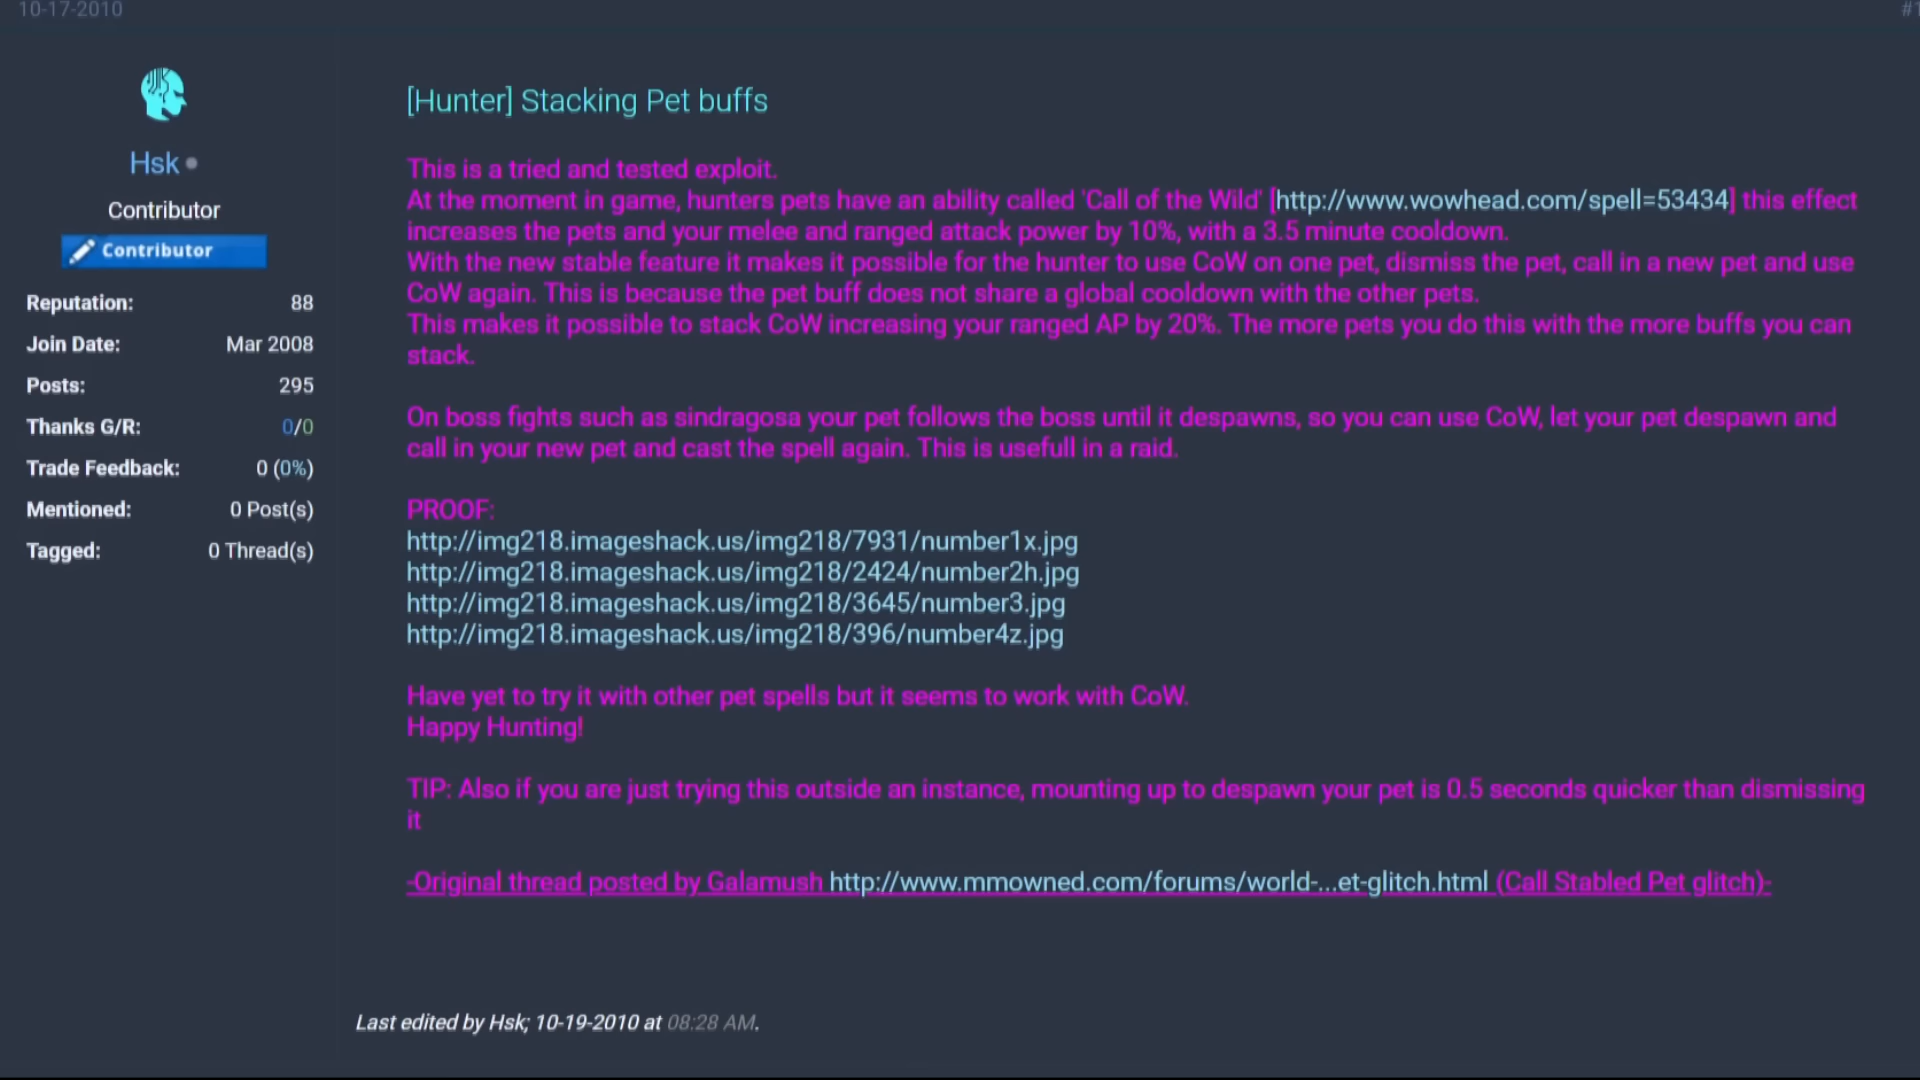 10-17-2010
#1
Hsk
Contributor
Contributor
Reputation: 88
Join Date: Mar 2008
Posts: 295
Thanks G/R: 0/0
Trade Feedback: 0 (0%)
Mentioned: 0 Post(s)
Tagged: 0 Thread(s)
[Hunter] Stacking Pet buffs
This is a tried and tested exploit.
At the moment in game, hunters pets have an ability called 'Call of the Wild' [http://www.wowhead.com/spell=53434] this effect
increases the pets and your melee and ranged attack power by 10%, with a 3.5 minute cooldown.
With the new stable feature it makes it possible for the hunter to use CoW on one pet, dismiss the pet, call in a new pet and use
CoW again. This is because the pet buff does not share a global cooldown with the other pets.
This makes it possible to stack CoW increasing your ranged AP by 20%. The more pets you do this with the more buffs you can
stack.
On boss fights such as sindragosa your pet follows the boss until it despawns, so you can use CoW, let your pet despawn and
call in your new pet and cast the spell again. This is usefull in a raid.
PROOF:
http://img218.imageshack.us/img218/7931/number1x.jpg
http://img218.imageshack.us/img218/2424/number2h.jpg
http://img218.imageshack.us/img218/3645/number3.jpg
http://img218.imageshack.us/img218/396/number4z.jpg
Have yet to try it with other pet spells but it seems to work with CoW.
Happy Hunting!
TIP: Also if you are just trying this outside an instance, mounting up to despawn your pet is 0.5 seconds quicker than dismissing
it
-Original thread posted by Galamush http://www.mmowned.com/forums/world-...et-glitch.html (Call Stabled Pet glitch)-
Last edited by Hsk; 10-19-2010 at 08:28 AM.